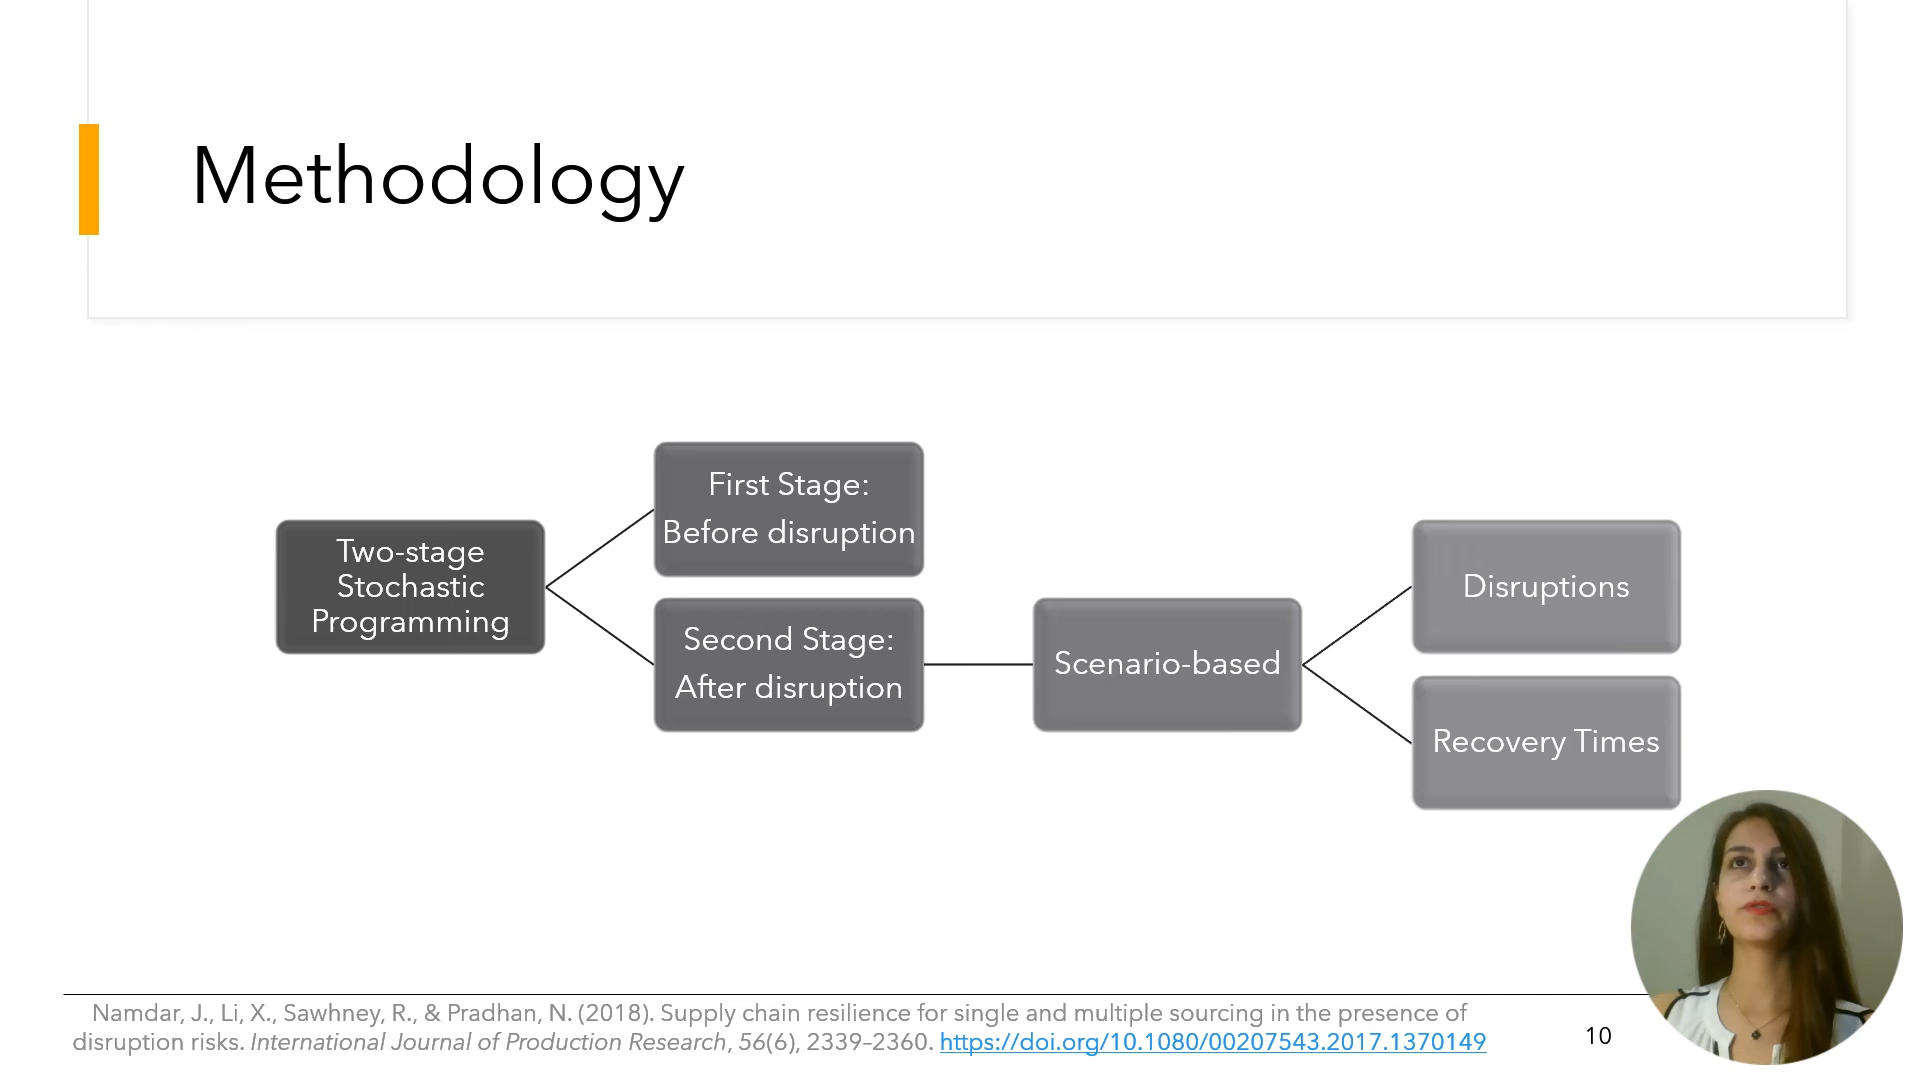 Methodology
Two-stage
Stochastic
Programming
First Stage:
Before disruption
Second Stage:
After disruption
Scenario-based
Disruptions
Recovery Times
Namdar, J., Li, X., Sawhney, R., & Pradhan, N. (2018). Supply chain resilience for single and multiple sourcing in the presence of
disruption risks. International Journal of Production Research, 56(6), 2339–2360. https://doi.org/10.1080/00207543.2017.1370149
10